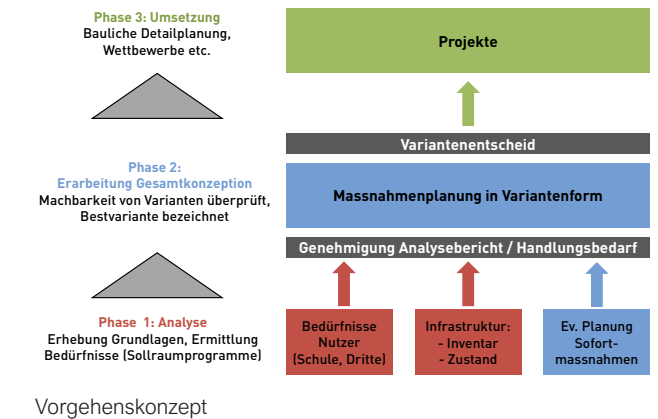 Phase 3: Umsetzung
Bauliche Detailplanung,
Wettbewerbe etc.
Projekte
Variantenentscheid
Phase 2:
Erarbeitung Gesamtkonzeption
Machbarkeit von Varianten überprüft,
Bestvariante bezeichnet
Massnahmenplanung in Variantenform
Genehmigung Analysebericht / Handlungsbedarf
Phase 1: Analyse
Erhebung Grundlagen, Ermittlung
Bedürfnisse (Sollraumprogramme)
Bedürfnisse
Nutzer
(Schule, Dritte)
Infrastruktur:
- Inventar
- Zustand
Ev. Planung
Sofort-
massnahmen
Vorgehenskonzept